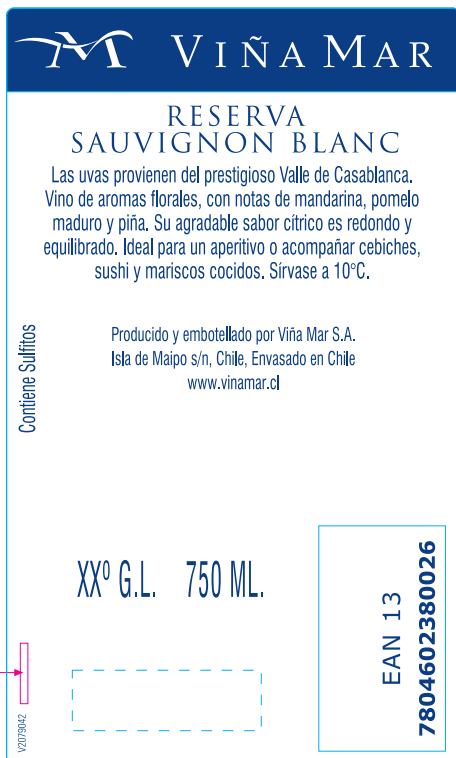 VIÑA MAR
RESERVA
SAUVIGNON BLANC
Las uvas provienen del prestigioso Valle de Casablanca.
Vino de aromas florales, con notas de mandarina, pomelo
maduro y piña. Su agradable sabor cítrico es redondo y
equilibrado. Ideal para un aperitivo o acompañar cebiches,
sushi y mariscos cocidos. Sírvase a 10°C.
Contiene Sulfitos
Producido y embotellado por Viña Mar S.A.
Isla de Maipo s/n, Chile, Envasado en Chile
www.vinamar.cl
XXº G.L. 750 ML.
EAN 13
7804602380026
V2079042